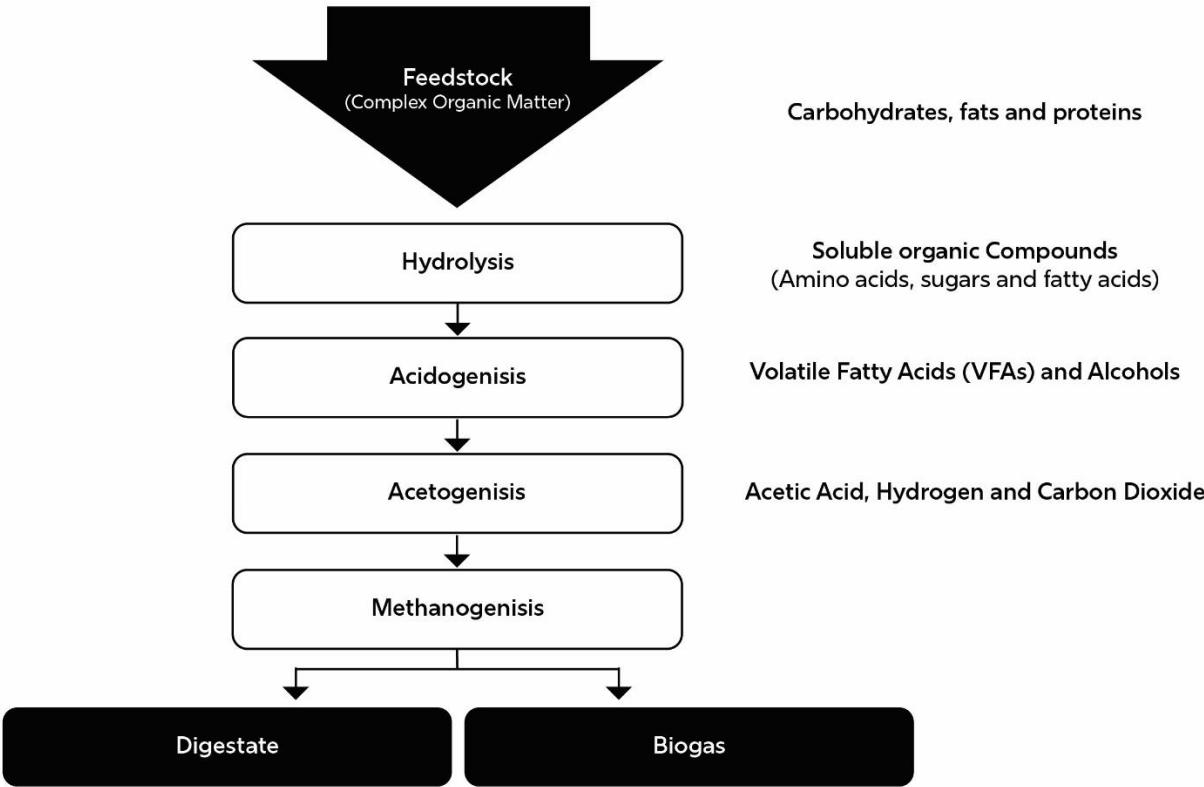 Feedstock
(Complex Organic Matter)
Carbohydrates, fats and proteins
Hydrolysis
Soluble organic Compounds
(Amino acids, sugars and fatty acids)
Acidogenisis
Volatile Fatty Acids (VFAs) and Alcohols
Acetogenisis
Acetic Acid, Hydrogen and Carbon Dioxide
Methanogenisis
Digestate
Biogas